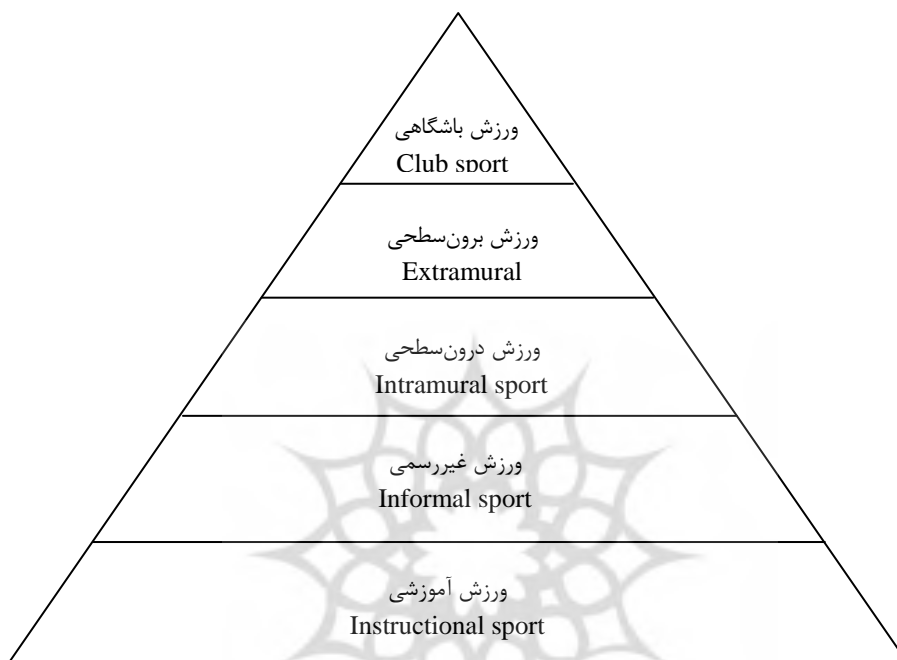 ورزش باشگاهی
Club sport
ورزش برون‌سطحی
Extramural
ورزش درون‌سطحی
Intramural sport
ورزش غیررسمی
Informal sport
ورزش آموزشی
Instructional sport